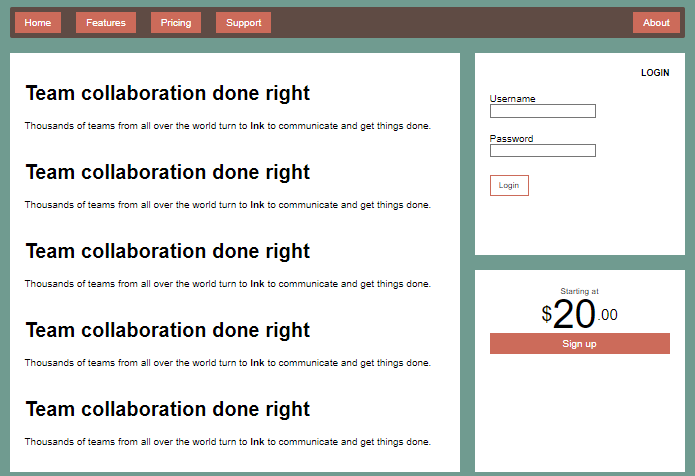 Home Features Pricing Support About
Team collaboration done right
Thousands of teams from all over the world turn to Ink to communicate and get things done.
Team collaboration done right
Thousands of teams from all over the world turn to Ink to communicate and get things done.
Team collaboration done right
Thousands of teams from all over the world turn to Ink to communicate and get things done.
Team collaboration done right
Thousands of teams from all over the world turn to Ink to communicate and get things done.
Team collaboration done right
Thousands of teams from all over the world turn to Ink to communicate and get things done.
LOGIN
Username
Password
Login
Starting at
$20.00
Sign up